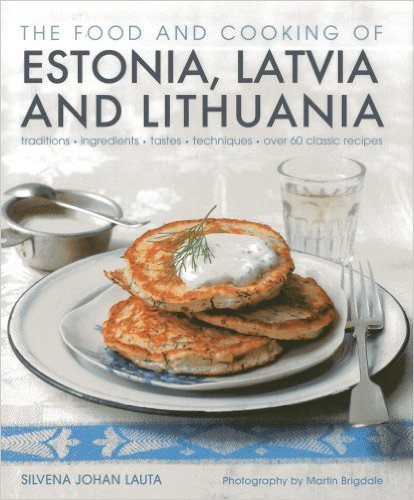 THE FOOD AND COOKING OF
ESTONIA, LATVIA
AND LITHUANIA
traditions • ingredients • tastes • techniques • over 60 classic recipes
SILVENA JOHAN LAUTA
Photography by Martin Brigdale